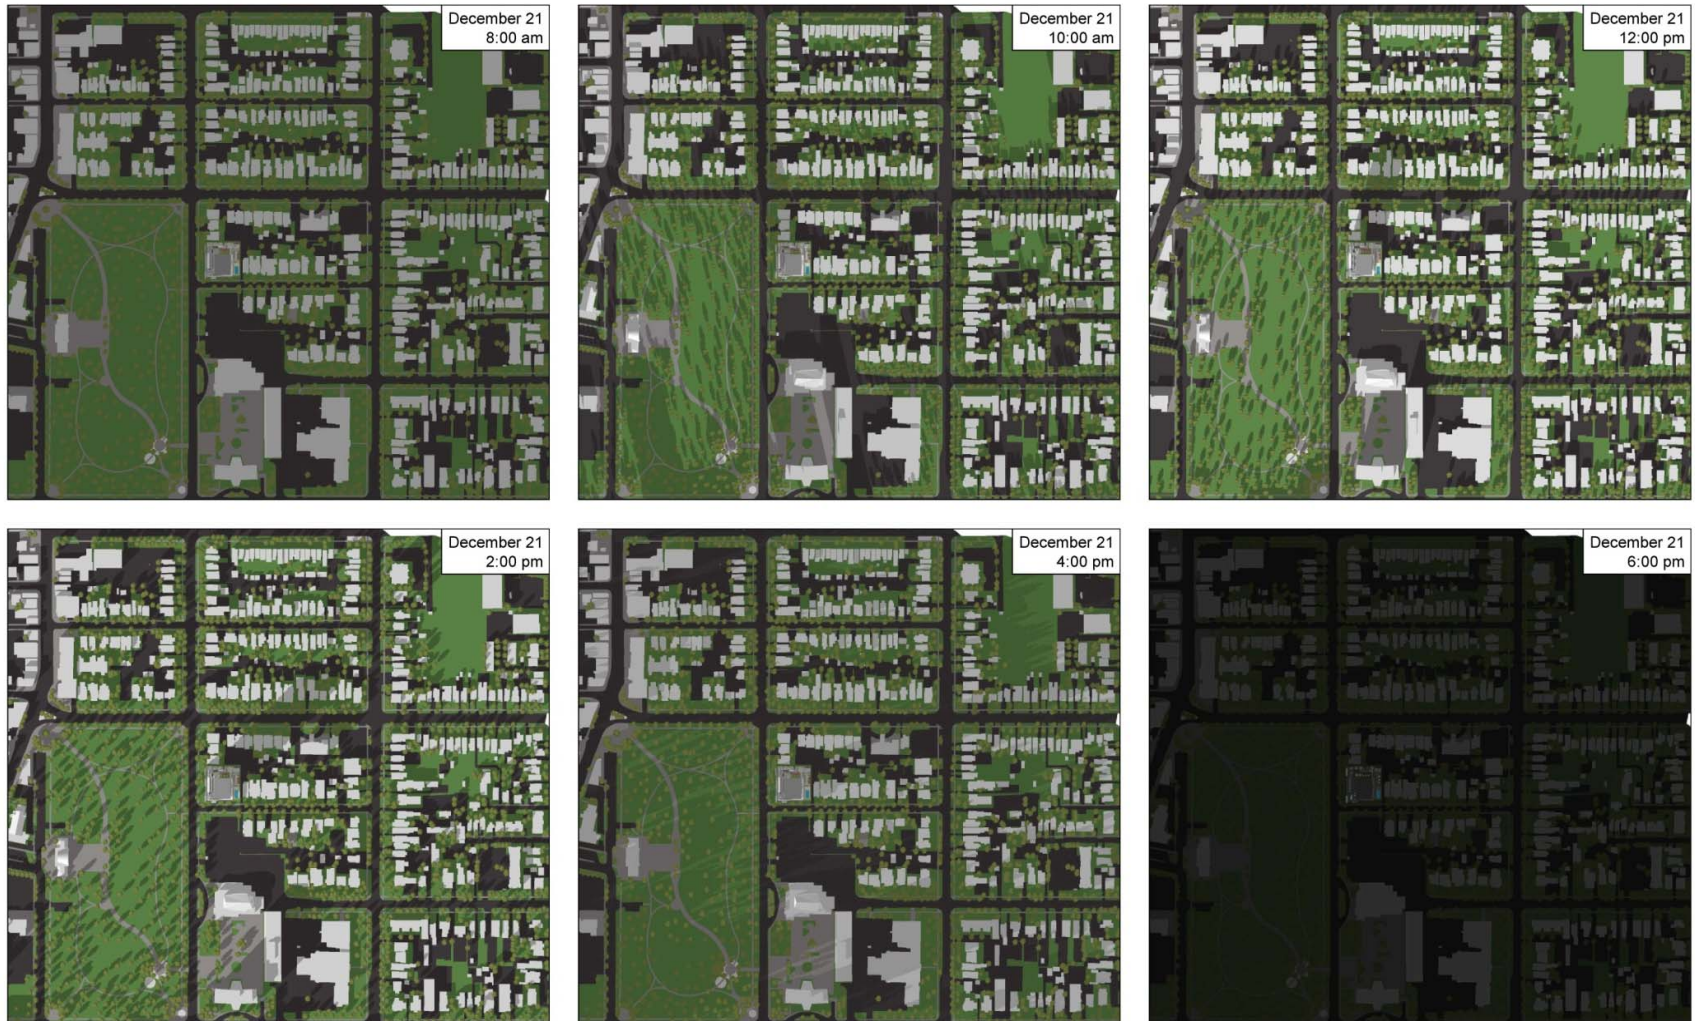 December 21
8:00 am
December 21
10:00 am
December 21
12:00 pm
December 21
2:00 pm
December 21
4:00 pm
December 21
6:00 pm